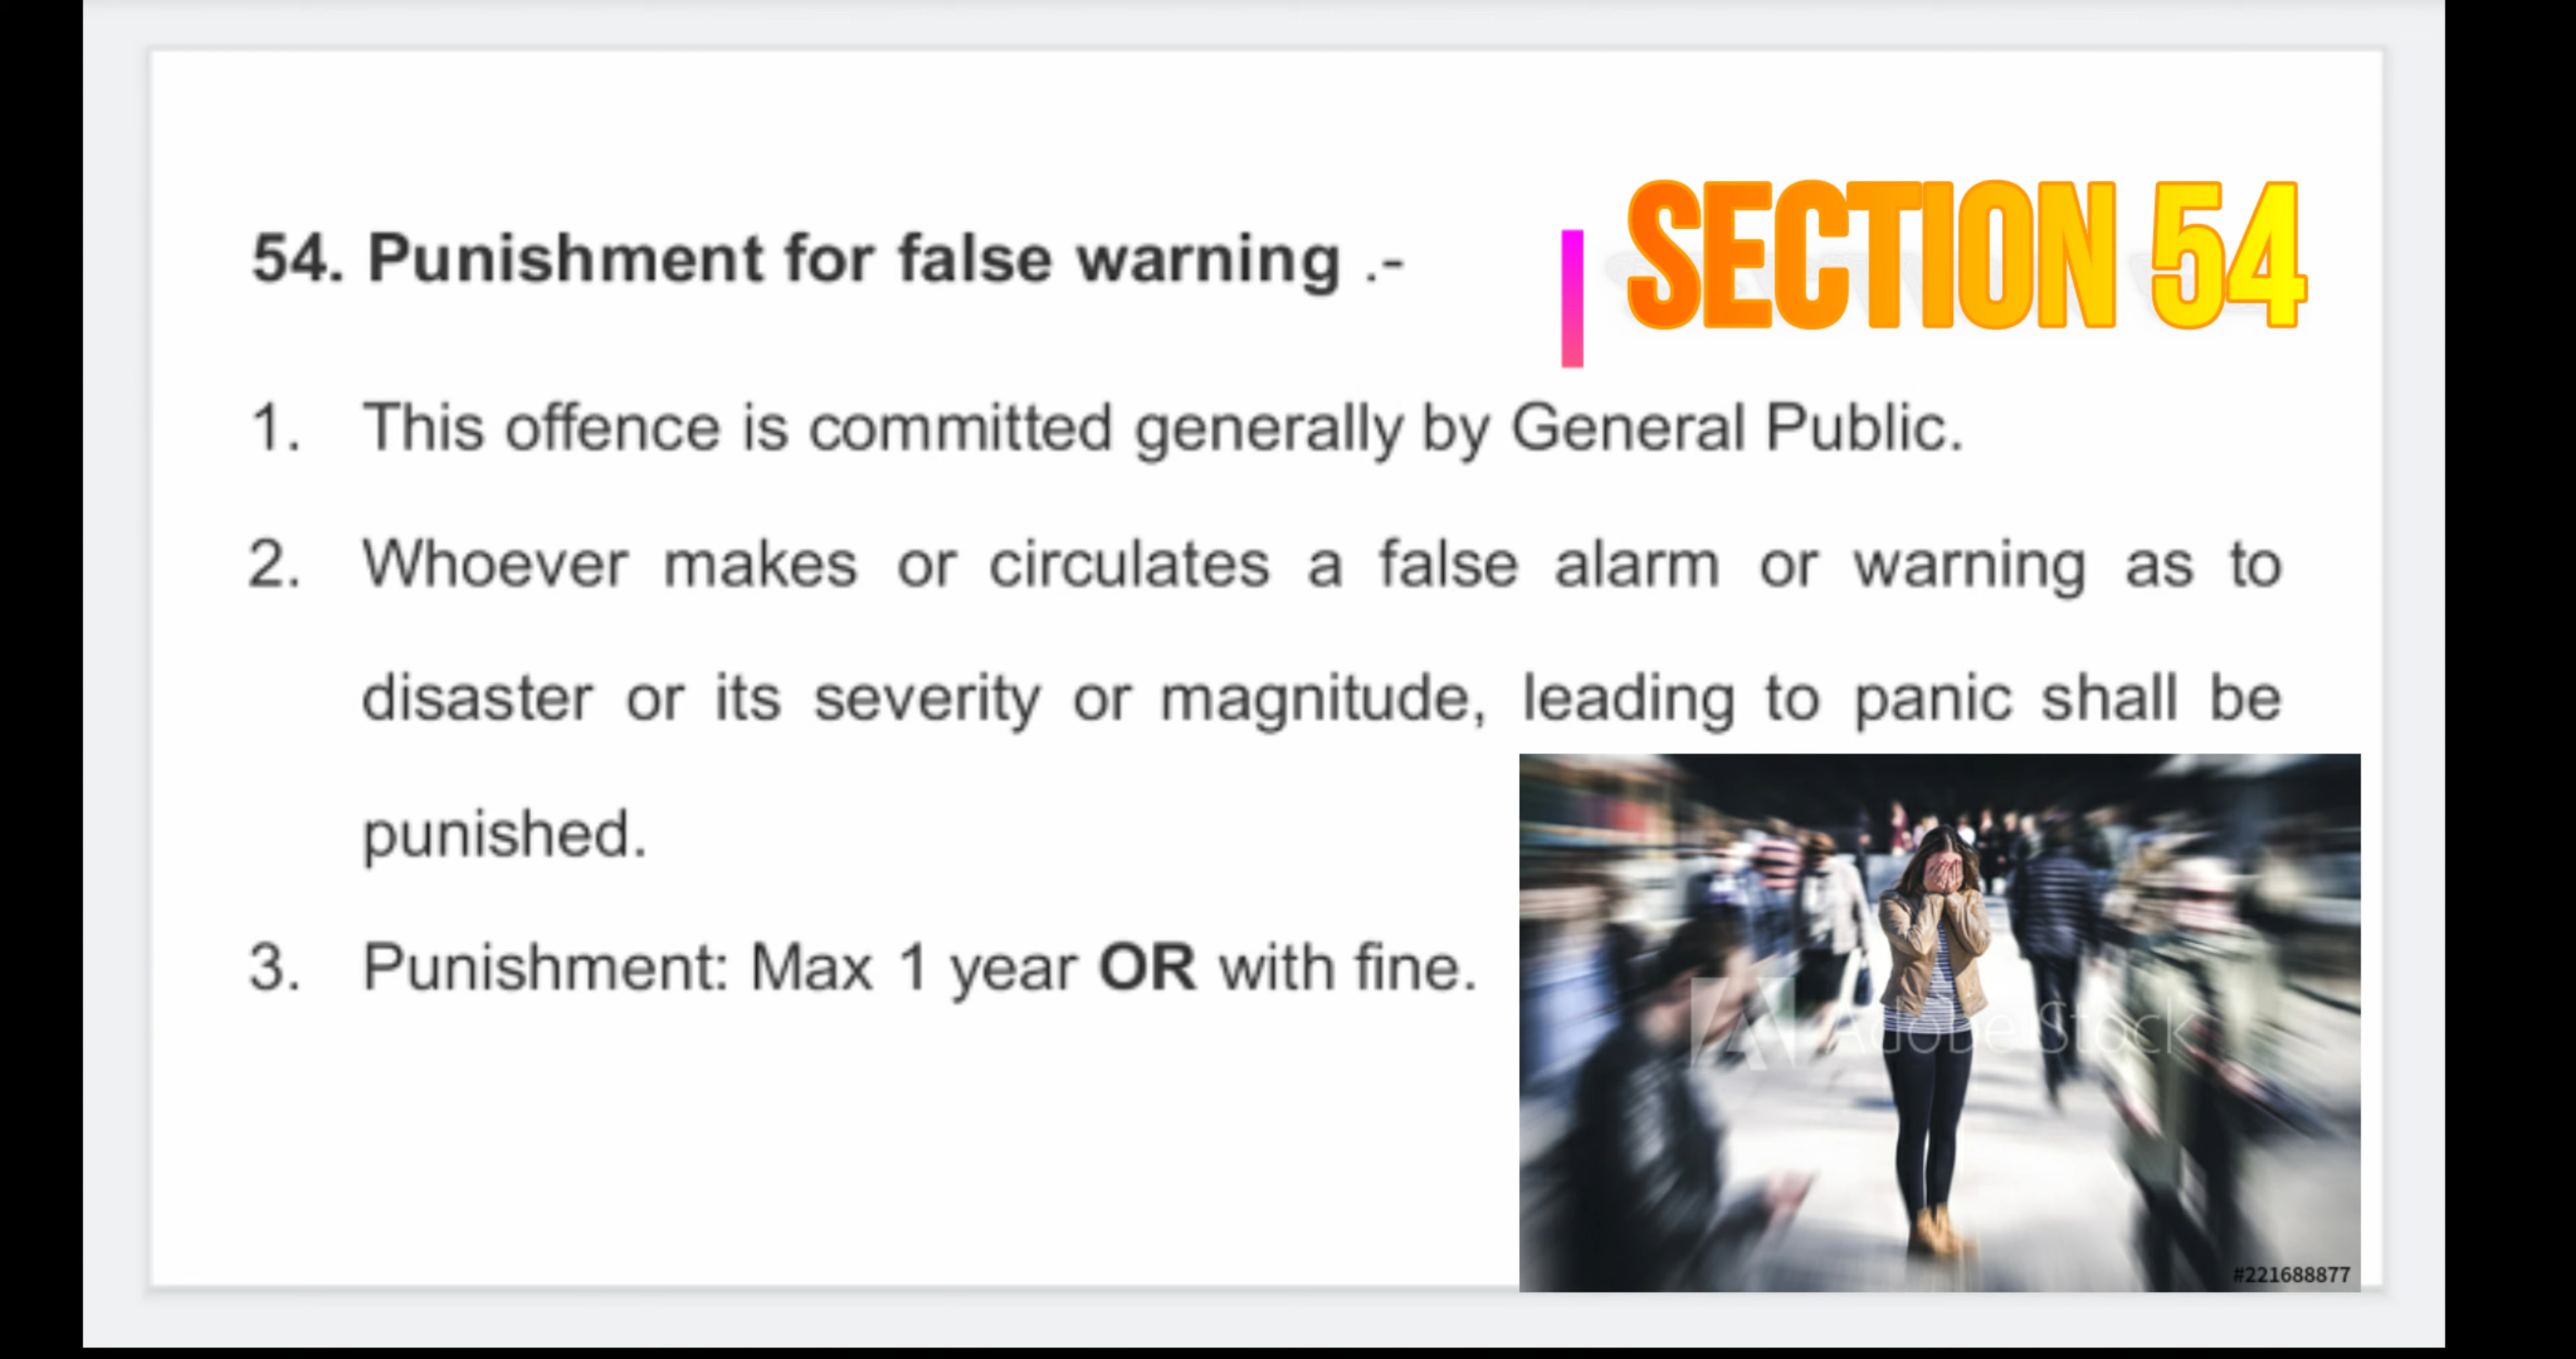 54. Punishment for false warning .-
SECTION 54
1. This offence is committed generally by General Public.
2. Whoever makes or circulates a false alarm or warning as to
disaster or its severity or magnitude, leading to panic shall be
punished.
3. Punishment: Max 1 year OR with fine.
Adobe Stock
#221688877